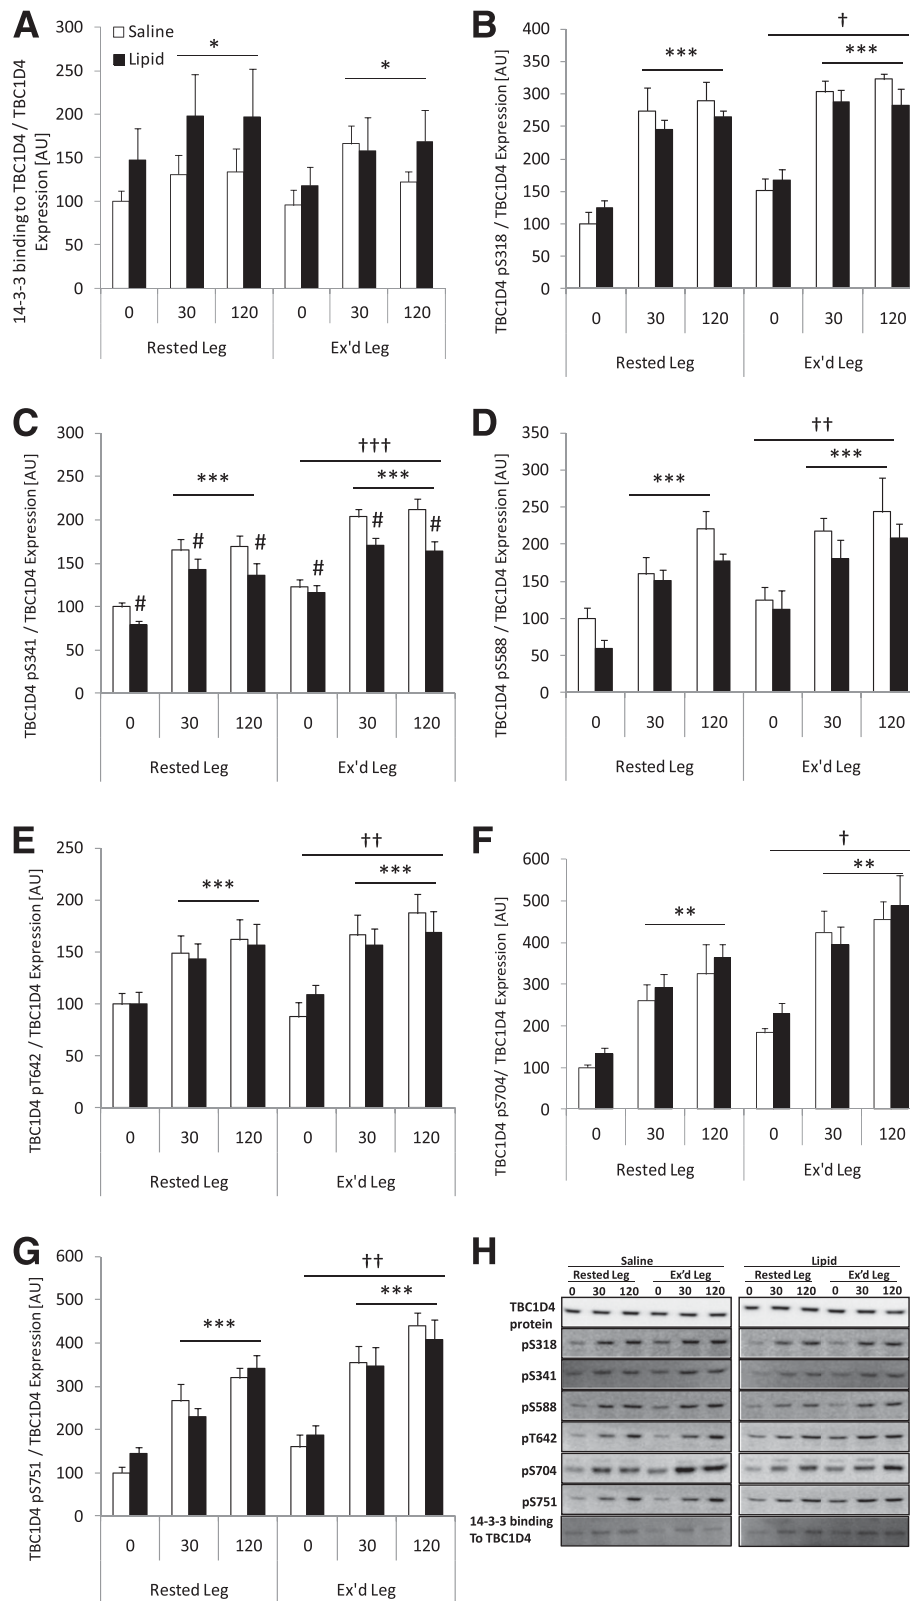 A
14-3-3 binding to TBC1D4 / TBC1D4
Expression [AU]
300
250
200
150
100
50
0
Saline
Lipid
*
*
0 30 120 0 30 120
Rested Leg Ex'd Leg
B
TBC1D4 pS318 / TBC1D4 Expression [AU]
400
350
300
250
200
150
100
50
0
†
***
***
0 30 120 0 30 120
Rested Leg Ex'd Leg
C
TBC1D4 pS341 / TBC1D4 Expression [AU]
300
250
200
150
100
50
0
†††
***
***
# # # # # #
0 30 120 0 30 120
Rested Leg Ex'd Leg
D
TBC1D4 pS588 / TBC1D4 Expression [AU]
350
300
250
200
150
100
50
0
††
***
***
0 30 120 0 30 120
Rested Leg Ex'd Leg
E
TBC1D4 pT642 / TBC1D4 Expression [AU]
250
200
150
100
50
0
††
***
***
0 30 120 0 30 120
Rested Leg Ex'd Leg
F
TBC1D4 pS704/ TBC1D4 Expression [AU]
600
500
400
300
200
100
0
†
**
**
0 30 120 0 30 120
Rested Leg Ex'd Leg
G
TBC1D4 pS751 / TBC1D4 Expression [AU]
600
500
400
300
200
100
0
††
***
***
0 30 120 0 30 120
Rested Leg Ex'd Leg
H
Saline Lipid
Rested Leg Ex'd Leg Rested Leg Ex'd Leg
0 30 120 0 30 120 0 30 120 0 30 120
TBC1D4
protein
pS318
pS341
pS588
pT642
pS704
pS751
14-3-3 binding
To TBC1D4